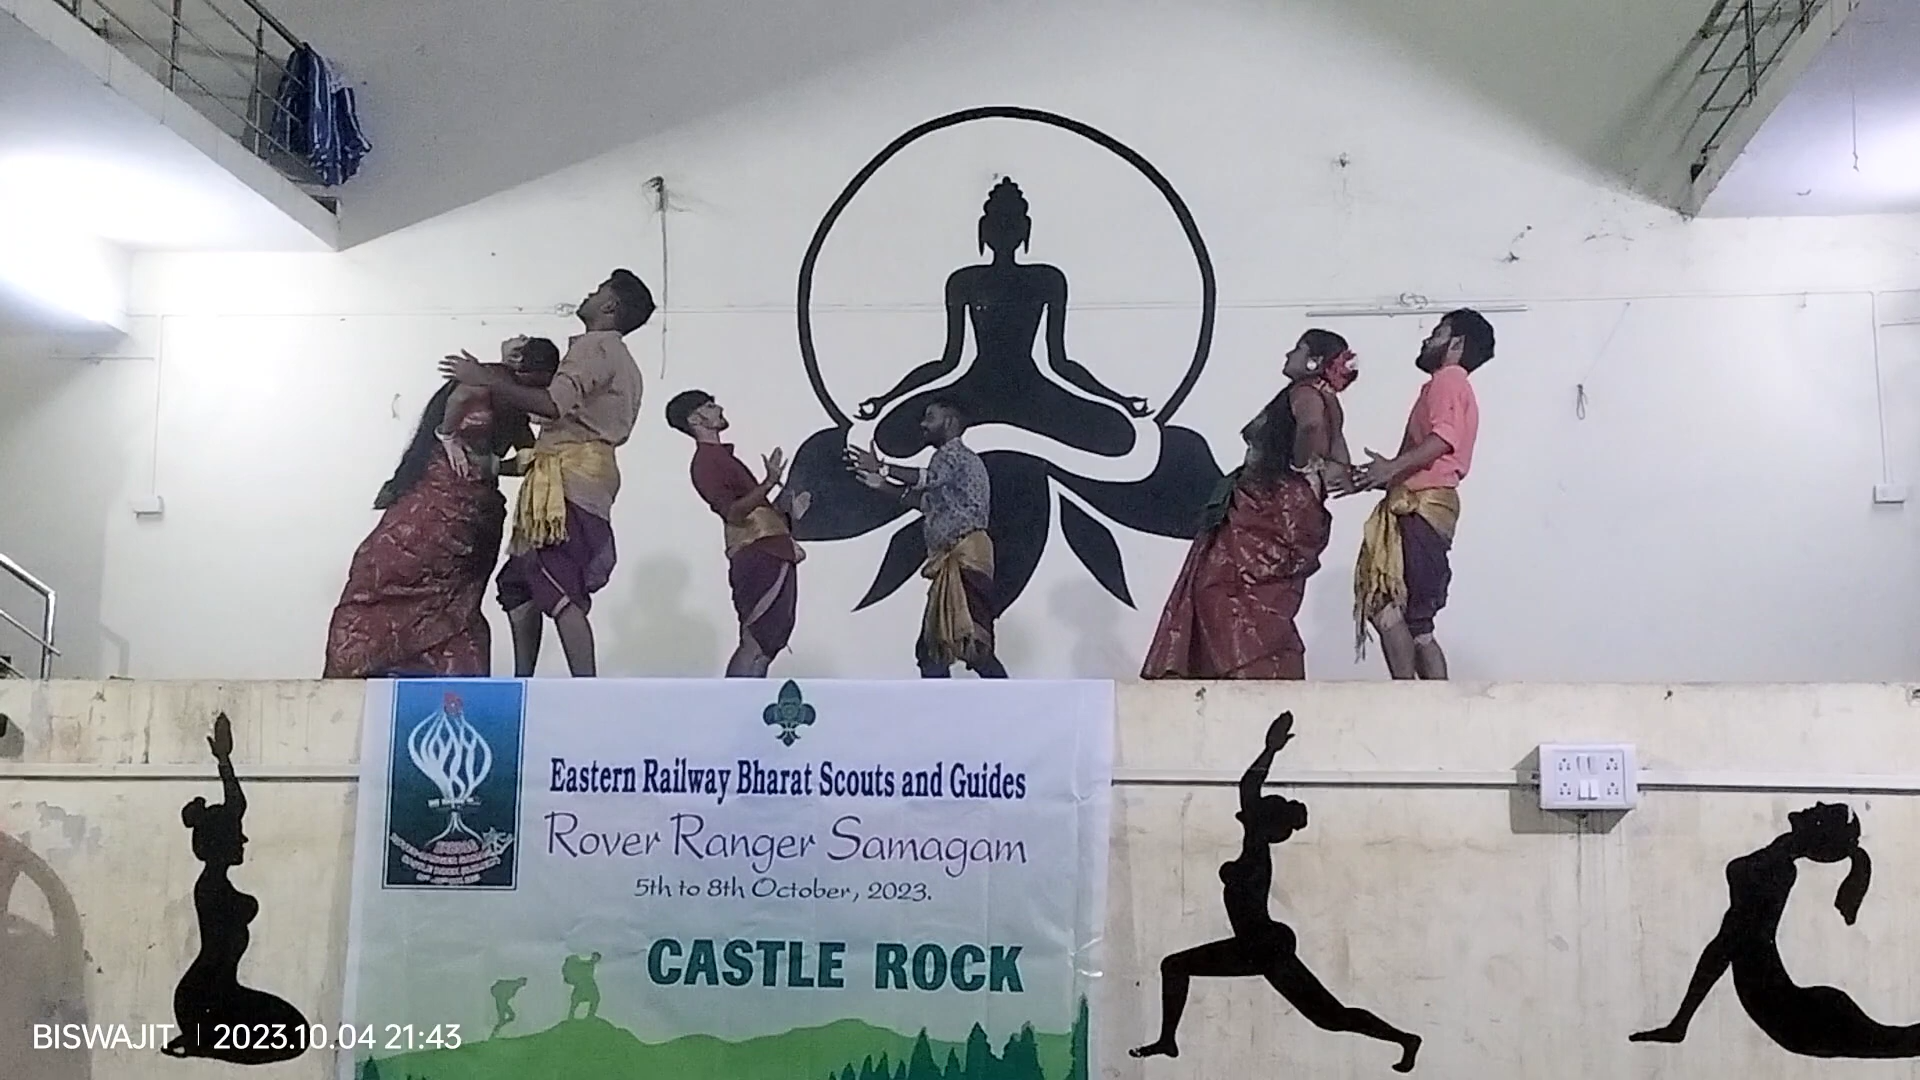 Eastern Railway Bharat Scouts and Guides
Rover Ranger Samagam
5th to 8th October, 2023.
CASTLE ROCK
BISWAJIT | 2023.10.04 21:43